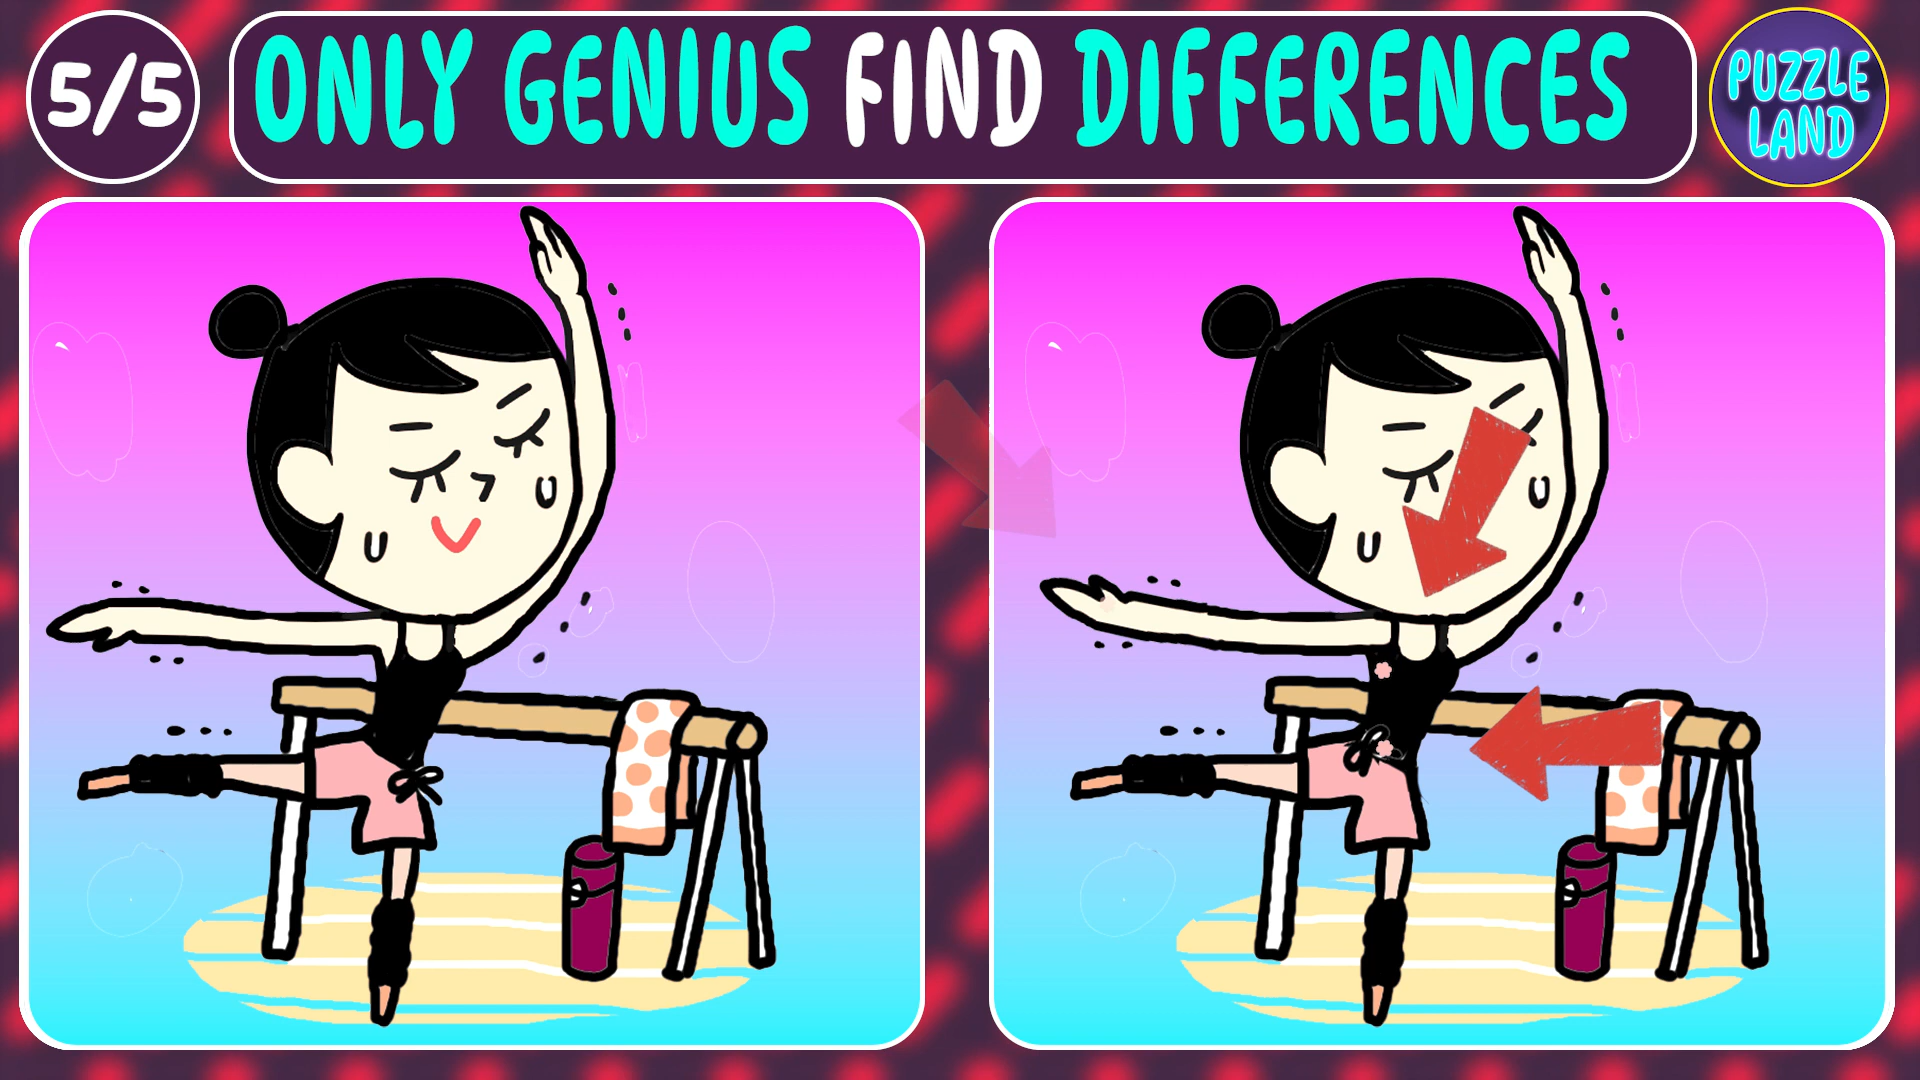 5/5
ONLY GENIUS FIND DIFFERENCES
PUZZLE
LAND